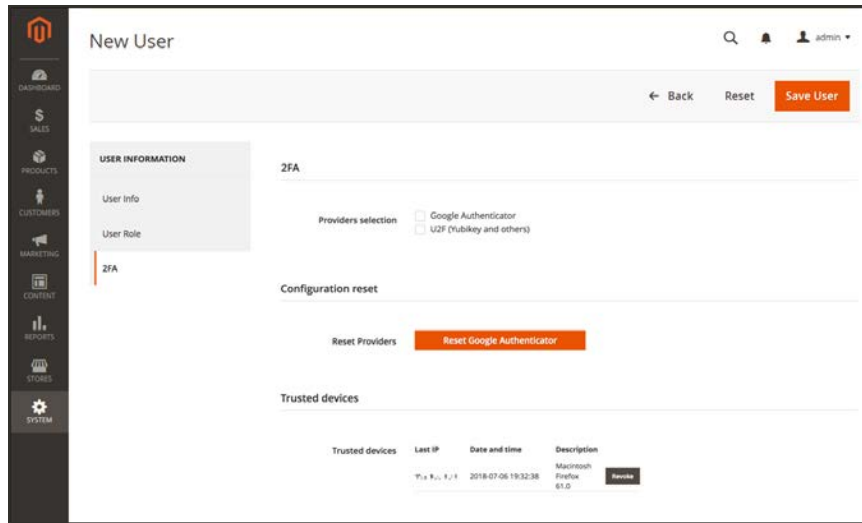 New User
admin
← Back Reset Save User
DASHBOARD
SALES
PRODUCTS
CUSTOMERS
MARKETING
CONTENT
REPORTS
STORES
SYSTEM
USER INFORMATION
User Info
User Role
2FA
2FA
Providers selection
Google Authenticator
U2F (Yubikey and others)
Configuration reset
Reset Providers Reset Google Authenticator
Trusted devices
Trusted devices Last IP Date and time Description
2018-07-06 19:32:38 Macintosh
Firefox
61.0
Revoke